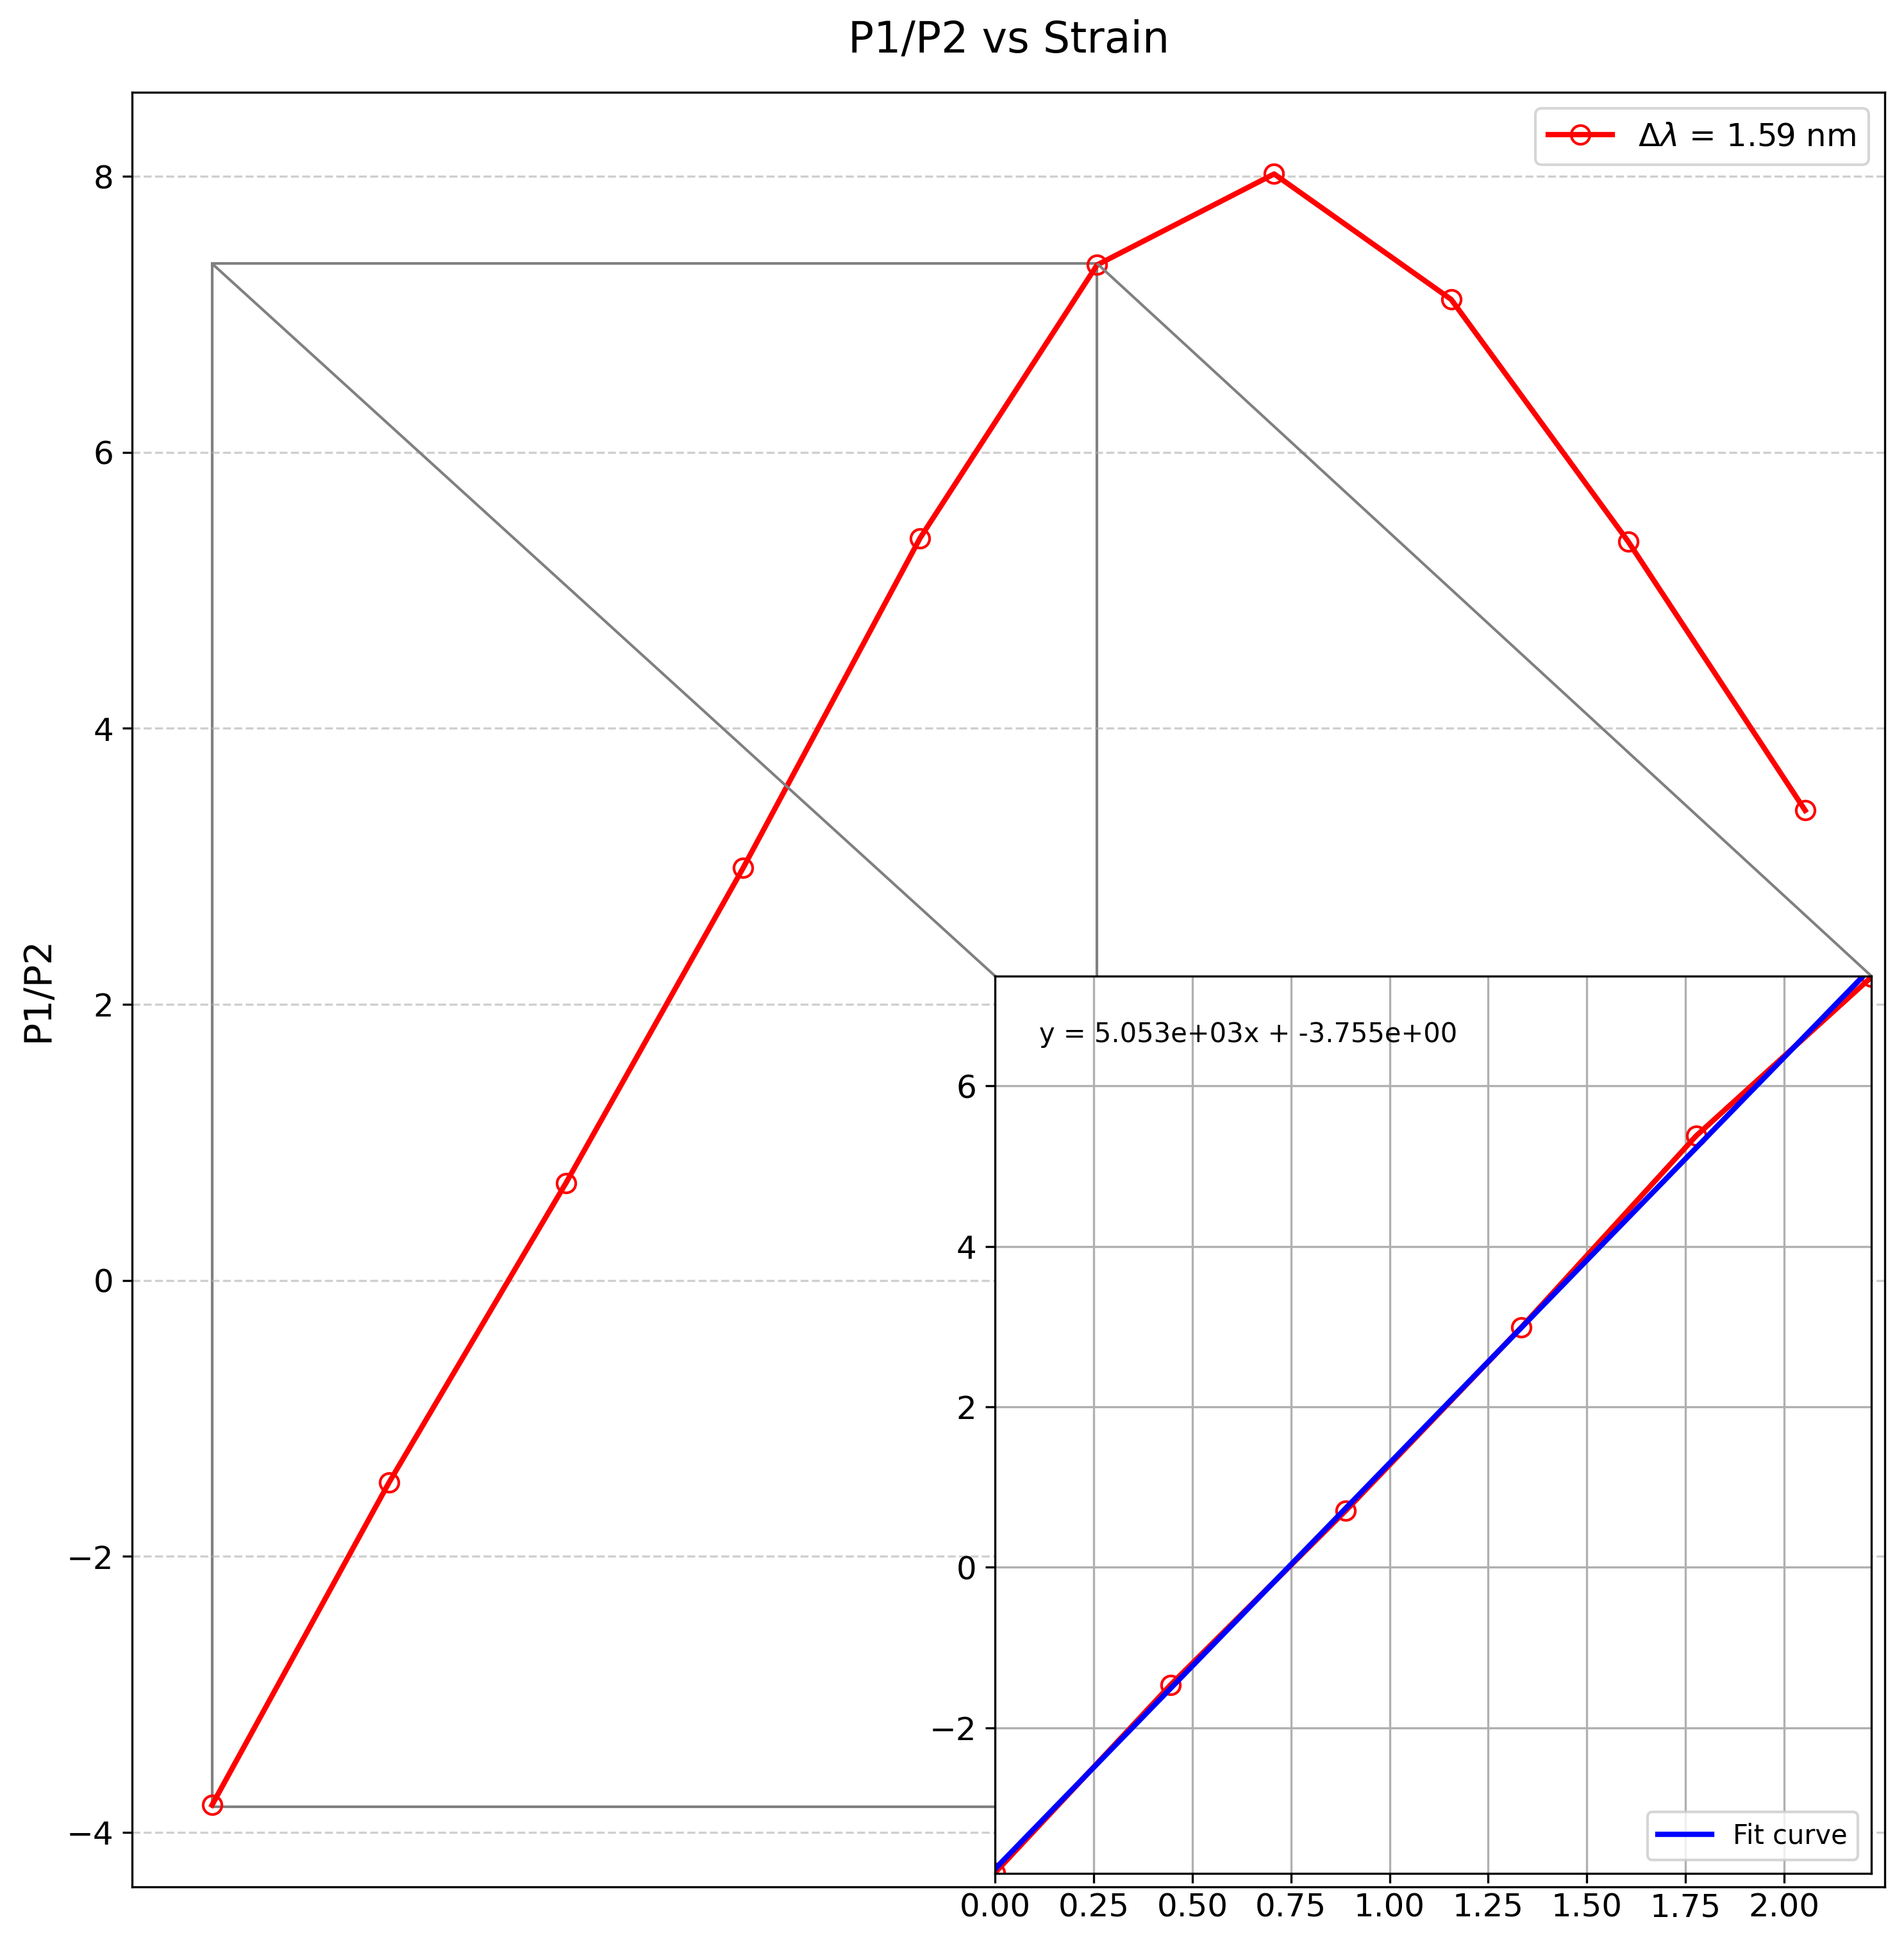 P1/P2 vs Strain
Δλ = 1.59 nm
8
6
4
2
0
−2
−4
P1/P2
y = 5.053e+03x + -3.755e+00
6
4
2
0
−2
Fit curve
0.00 0.25 0.50 0.75 1.00 1.25 1.50 1.75 2.00